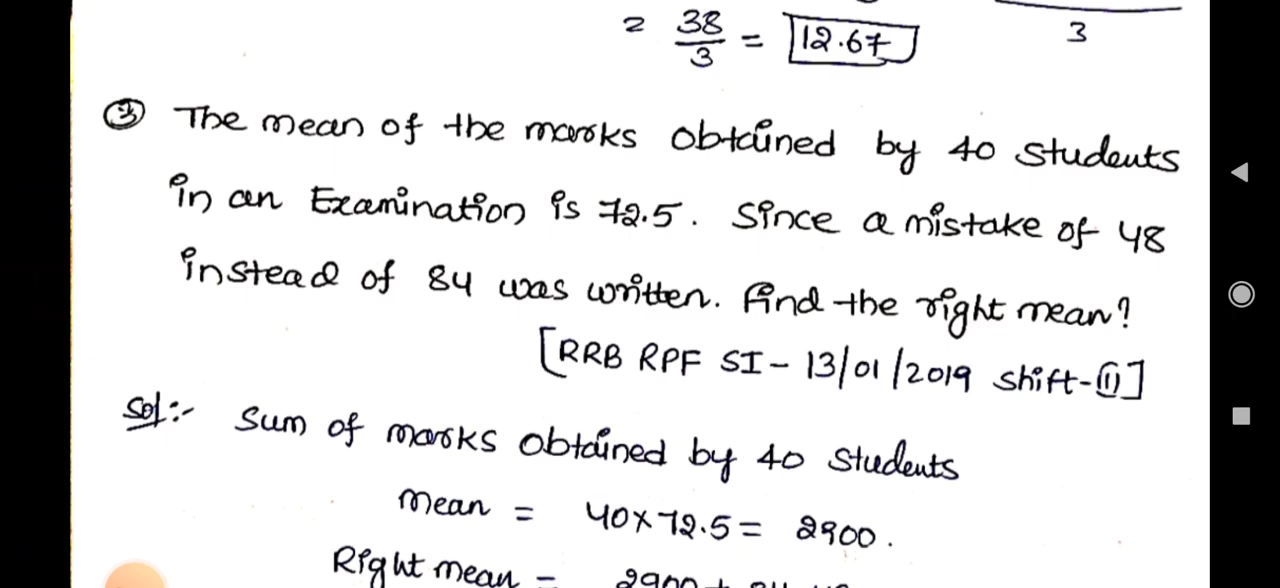 = 38/3 = 12.67
3
③ The mean of the marks obtained by 40 students
in an Examination is 72.5. Since a mistake of 48
instead of 84 was written. Find the right mean?
[RRB RPF SI - 13/01/2019 Shift-(II)]
Sol:- Sum of marks obtained by 40 students
mean = 40×72.5 = 2900.
Right mean =